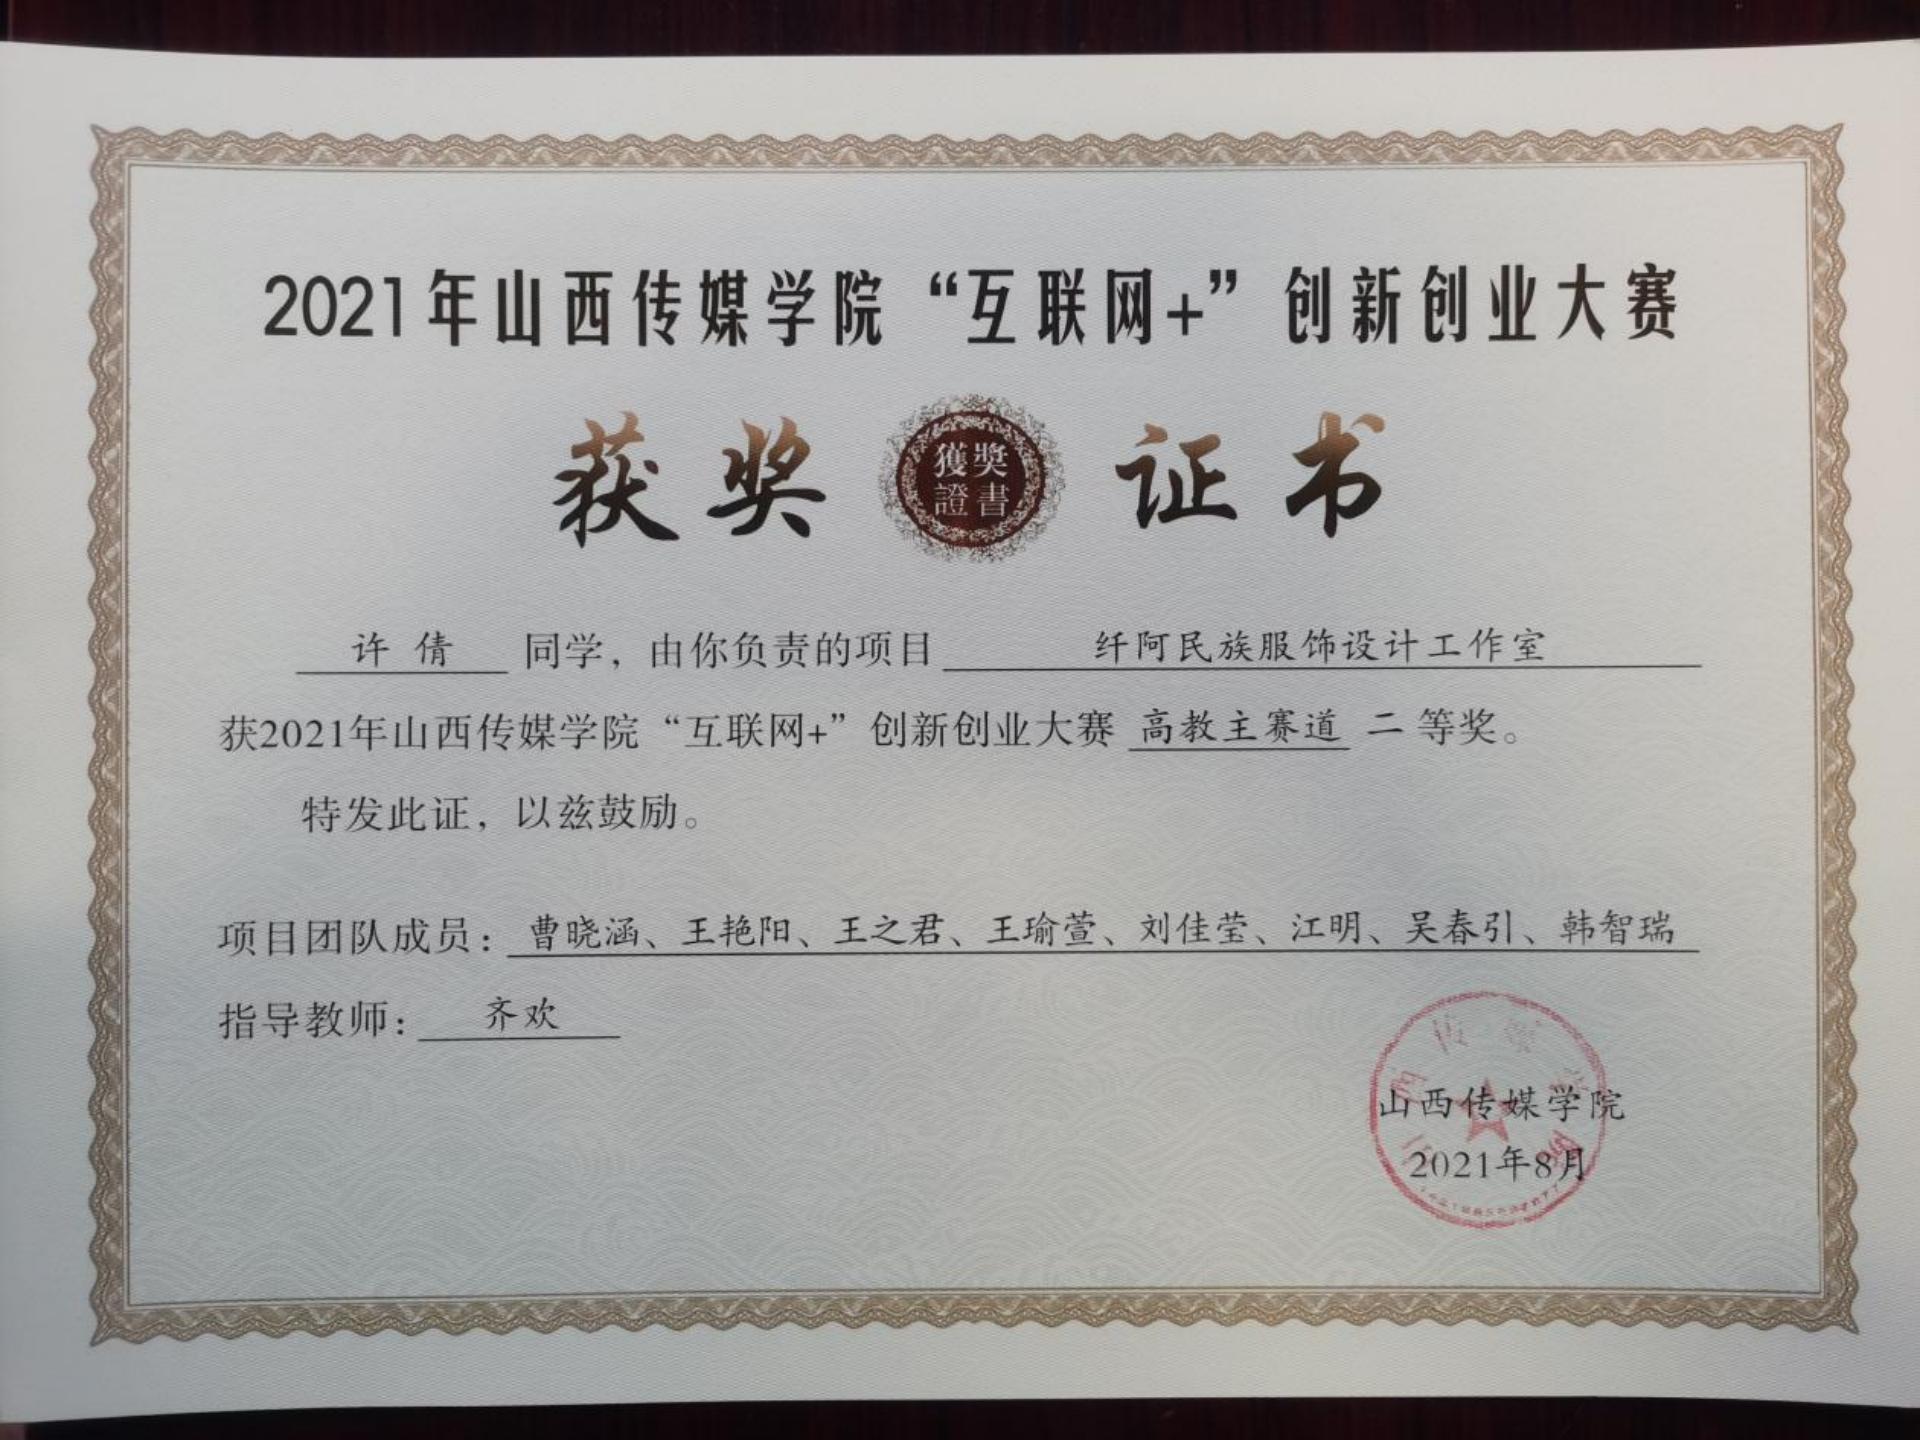 2021年山西传媒学院“互联网+”创新创业大赛
获奖 獎書獲證 证书
许倩 同学，由你负责的项目 纤阿民族服饰设计工作室
获2021年山西传媒学院“互联网+”创新创业大赛 高教主赛道 二 等奖。
特发此证，以兹鼓励。
项目团队成员：曹晓涵、王艳阳、王之君、王瑜萱、刘佳莹、江明、吴春引、韩智瑞
指导教师：齐欢
山西传媒学院
2021年8月